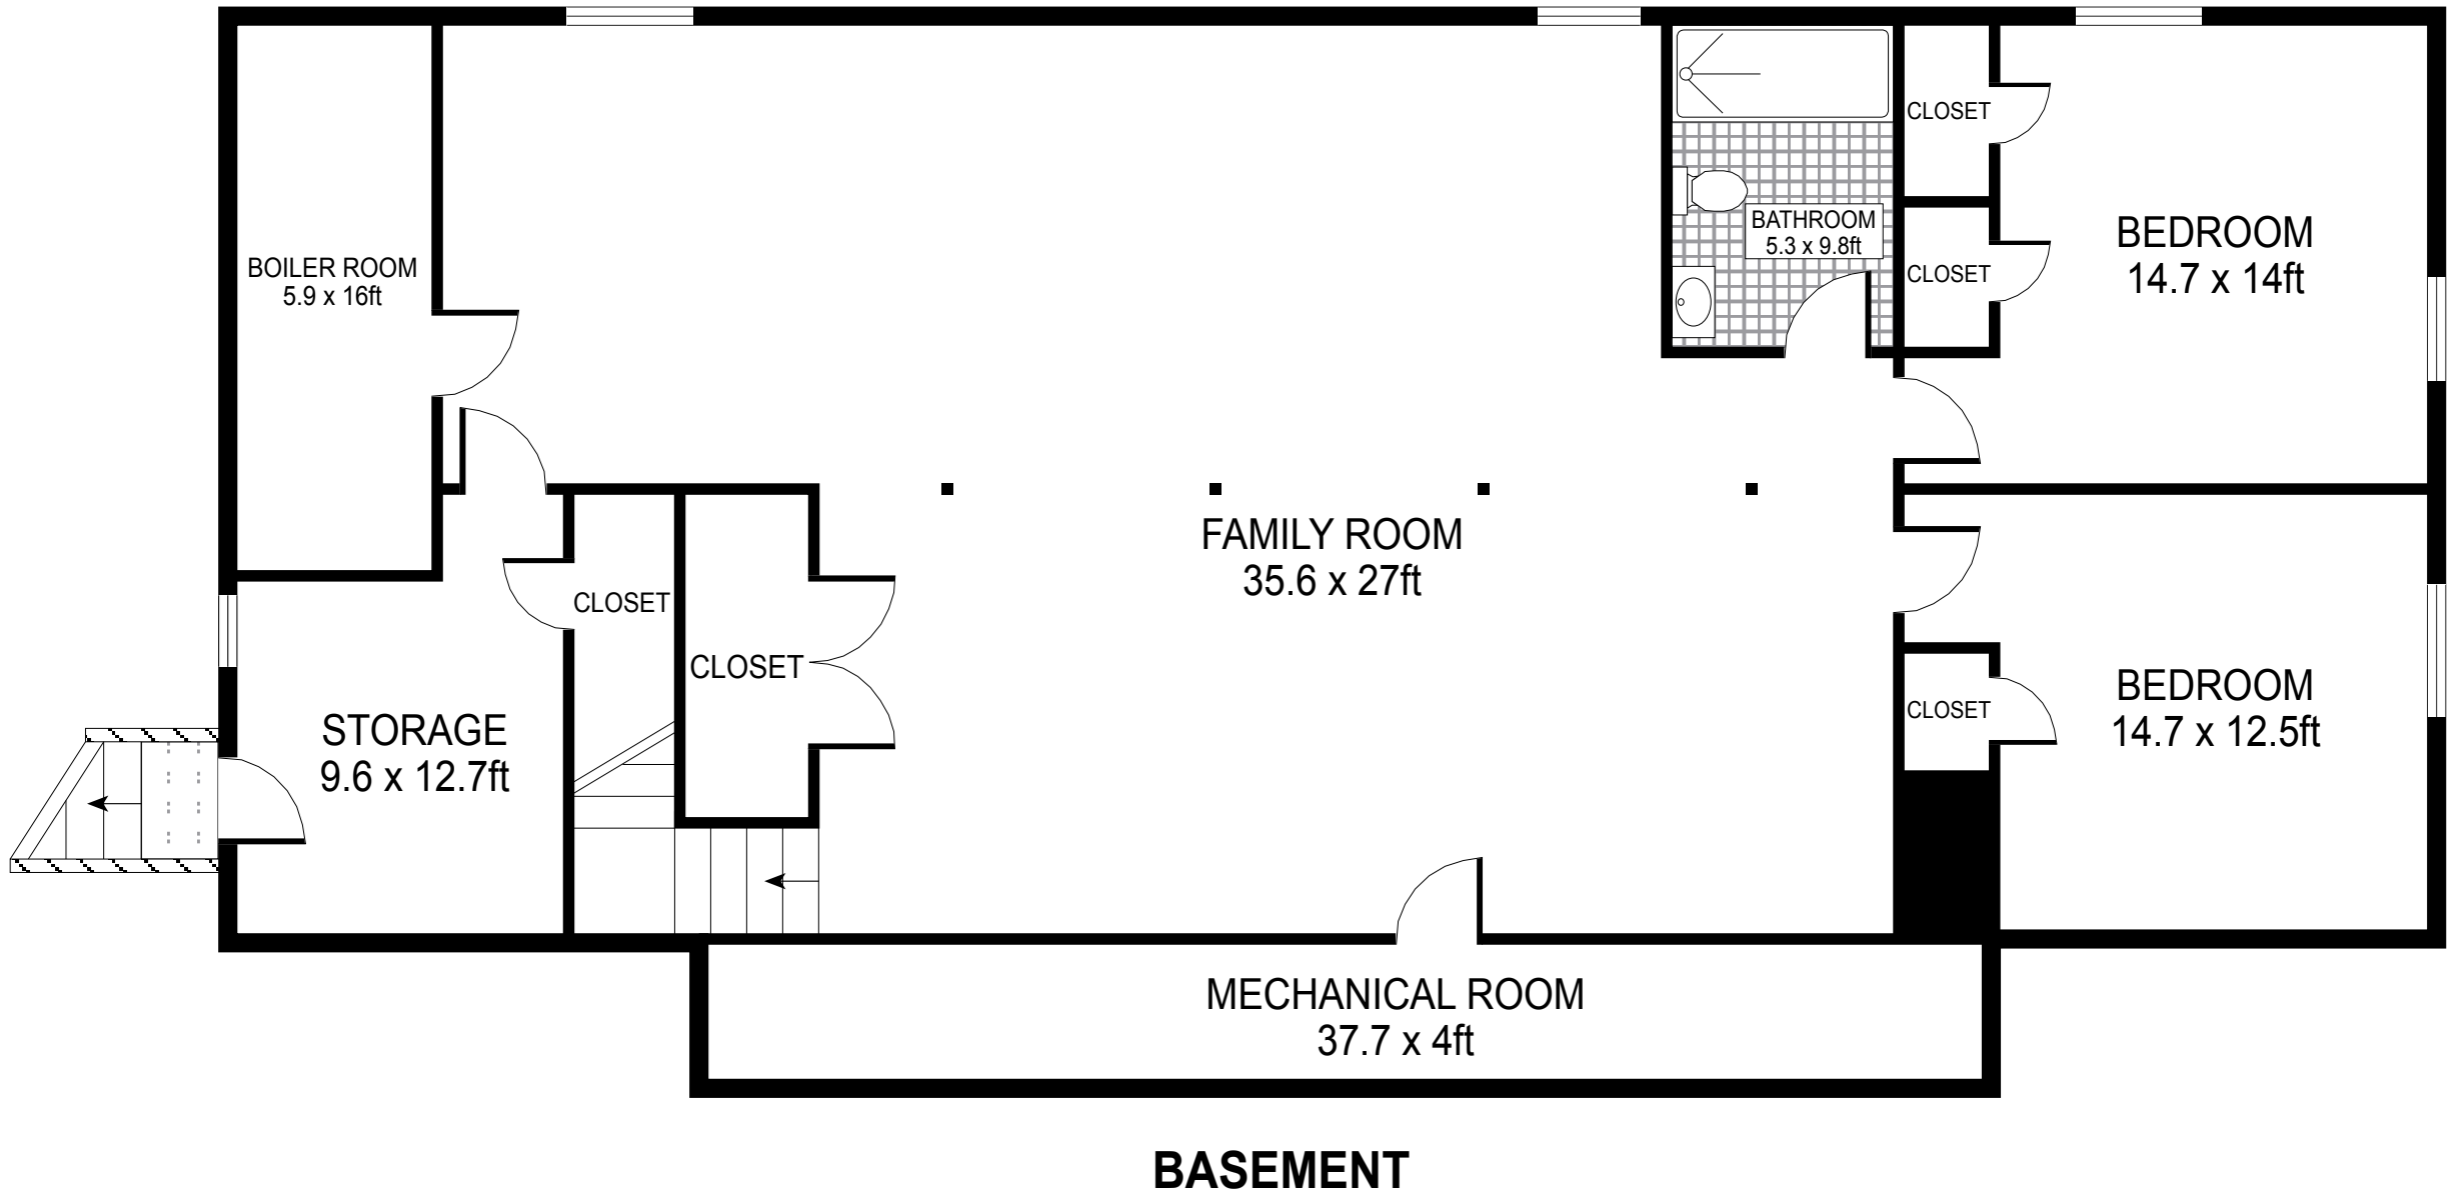 BOILER ROOM
5.9 x 16ft
BATHROOM
5.3 x 9.8ft
CLOSET
CLOSET
BEDROOM
14.7 x 14ft
FAMILY ROOM
35.6 x 27ft
CLOSET
CLOSET
STORAGE
9.6 x 12.7ft
CLOSET
BEDROOM
14.7 x 12.5ft
MECHANICAL ROOM
37.7 x 4ft
BASEMENT